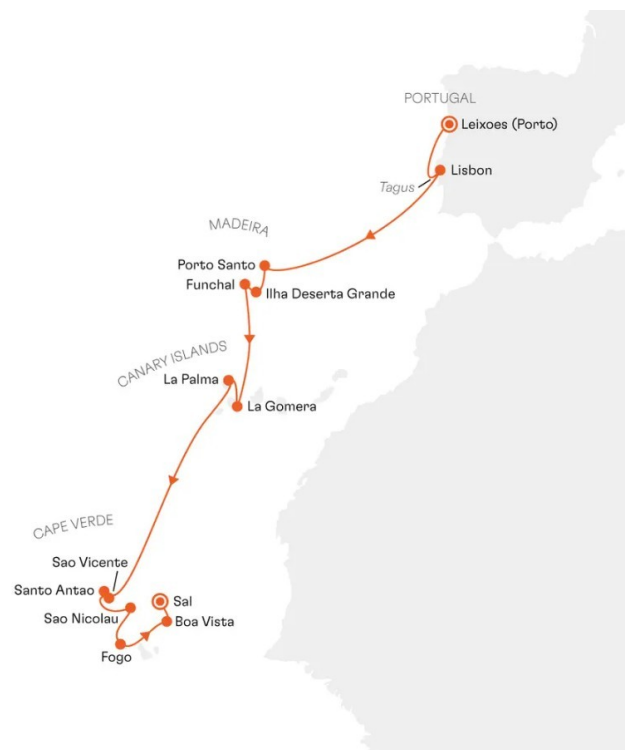 PORTUGAL
Leixoes (Porto)
Lisbon
Tagus
MADEIRA
Porto Santo
Funchal
Ilha Deserta Grande
CANARY ISLANDS
La Palma
La Gomera
CAPE VERDE
Sao Vicente
Santo Antao
Sal
Sao Nicolau
Boa Vista
Fogo